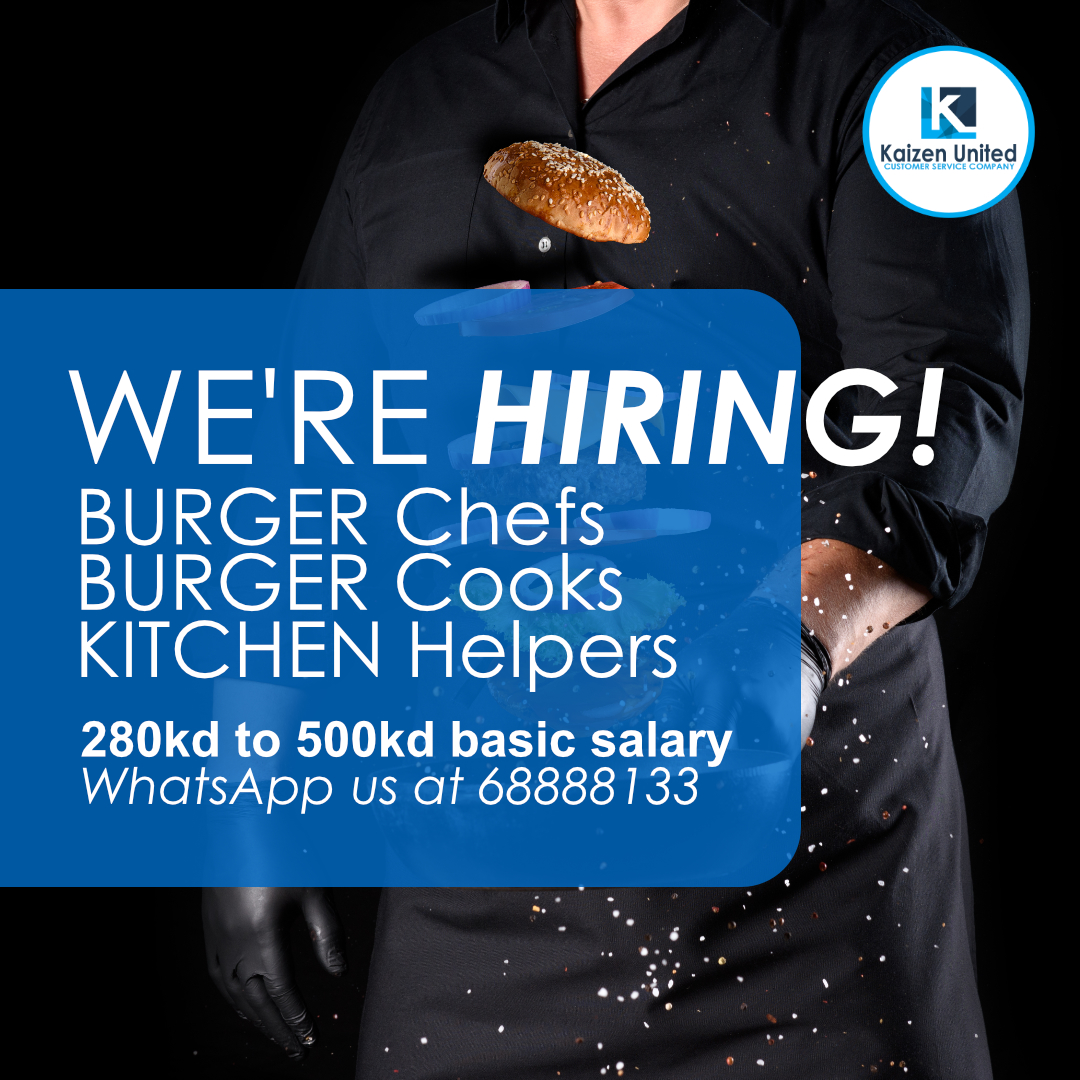 K
Kaizen United
CUSTOMER SERVICE COMPANY
WE'RE HIRING!
BURGER Chefs
BURGER Cooks
KITCHEN Helpers
280kd to 500kd basic salary
WhatsApp us at 68888133